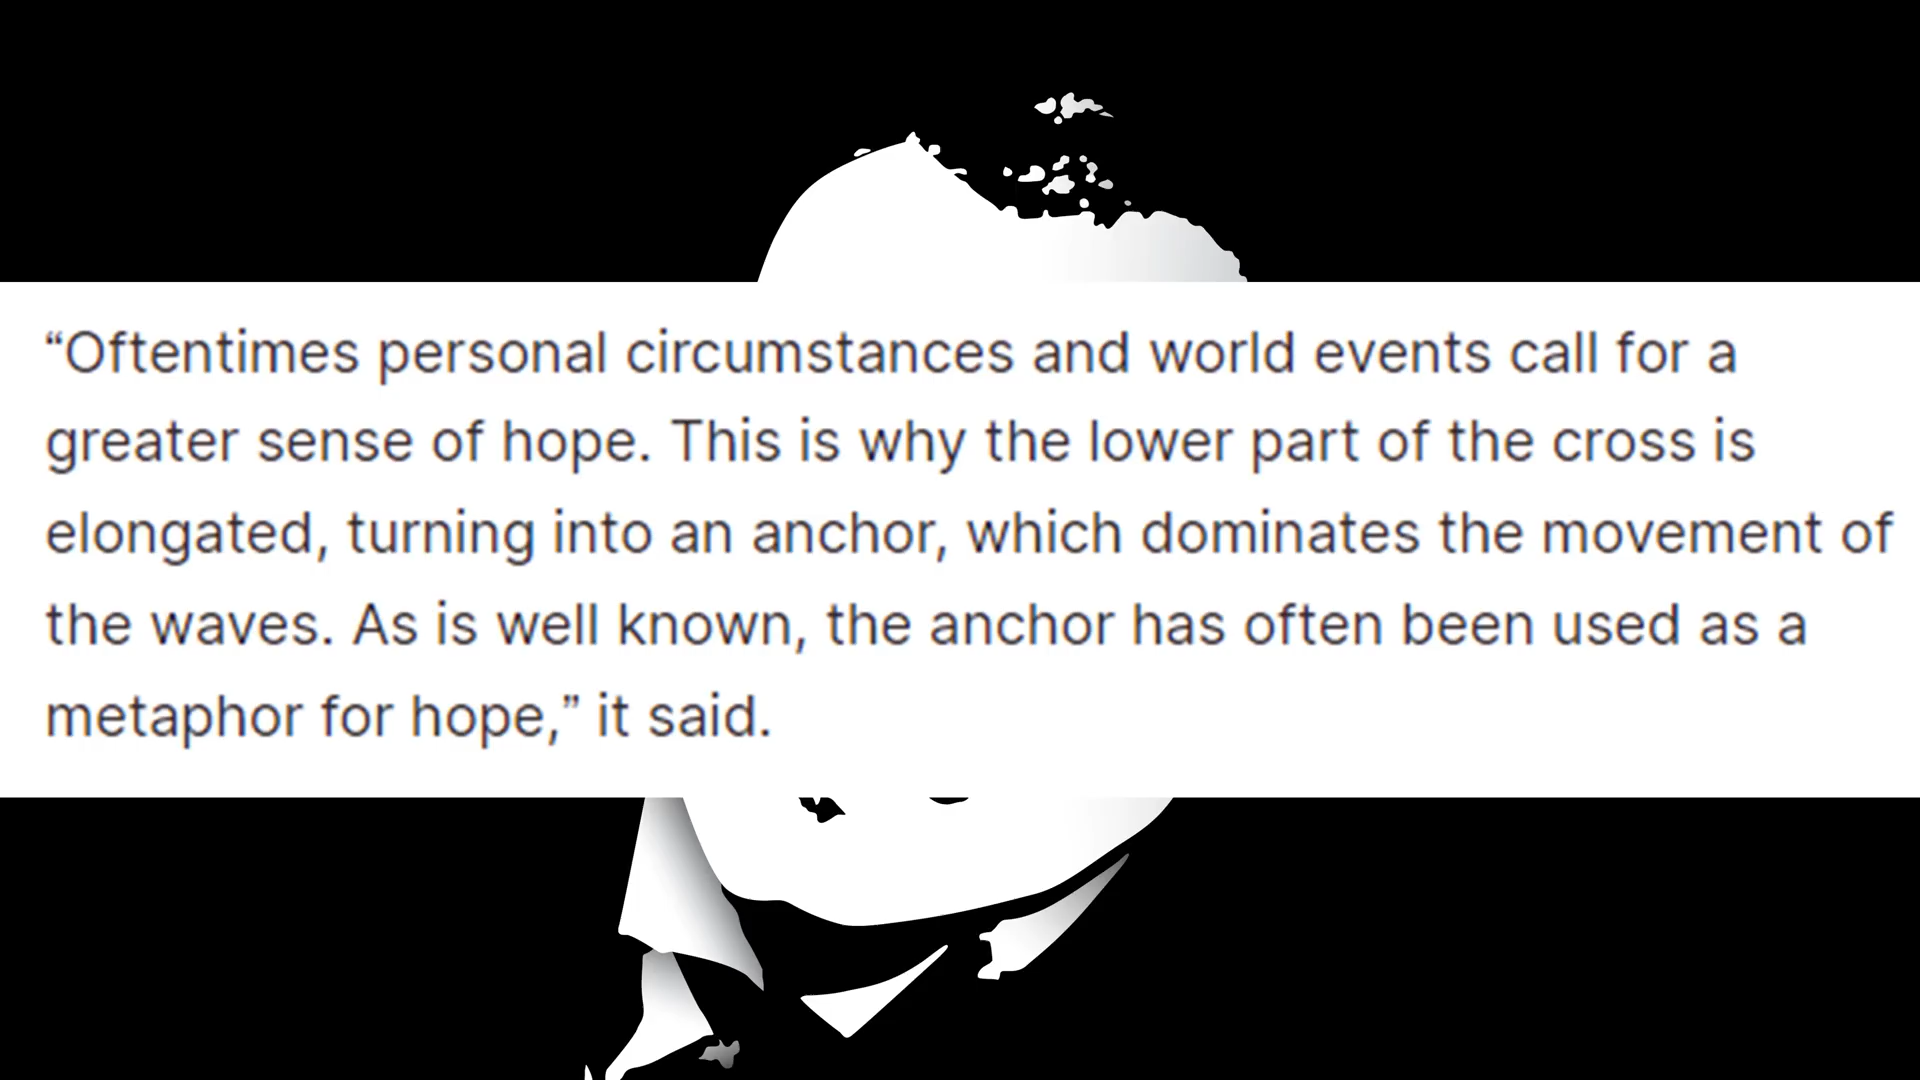 “Oftentimes personal circumstances and world events call for a
greater sense of hope. This is why the lower part of the cross is
elongated, turning into an anchor, which dominates the movement of
the waves. As is well known, the anchor has often been used as a
metaphor for hope,” it said.